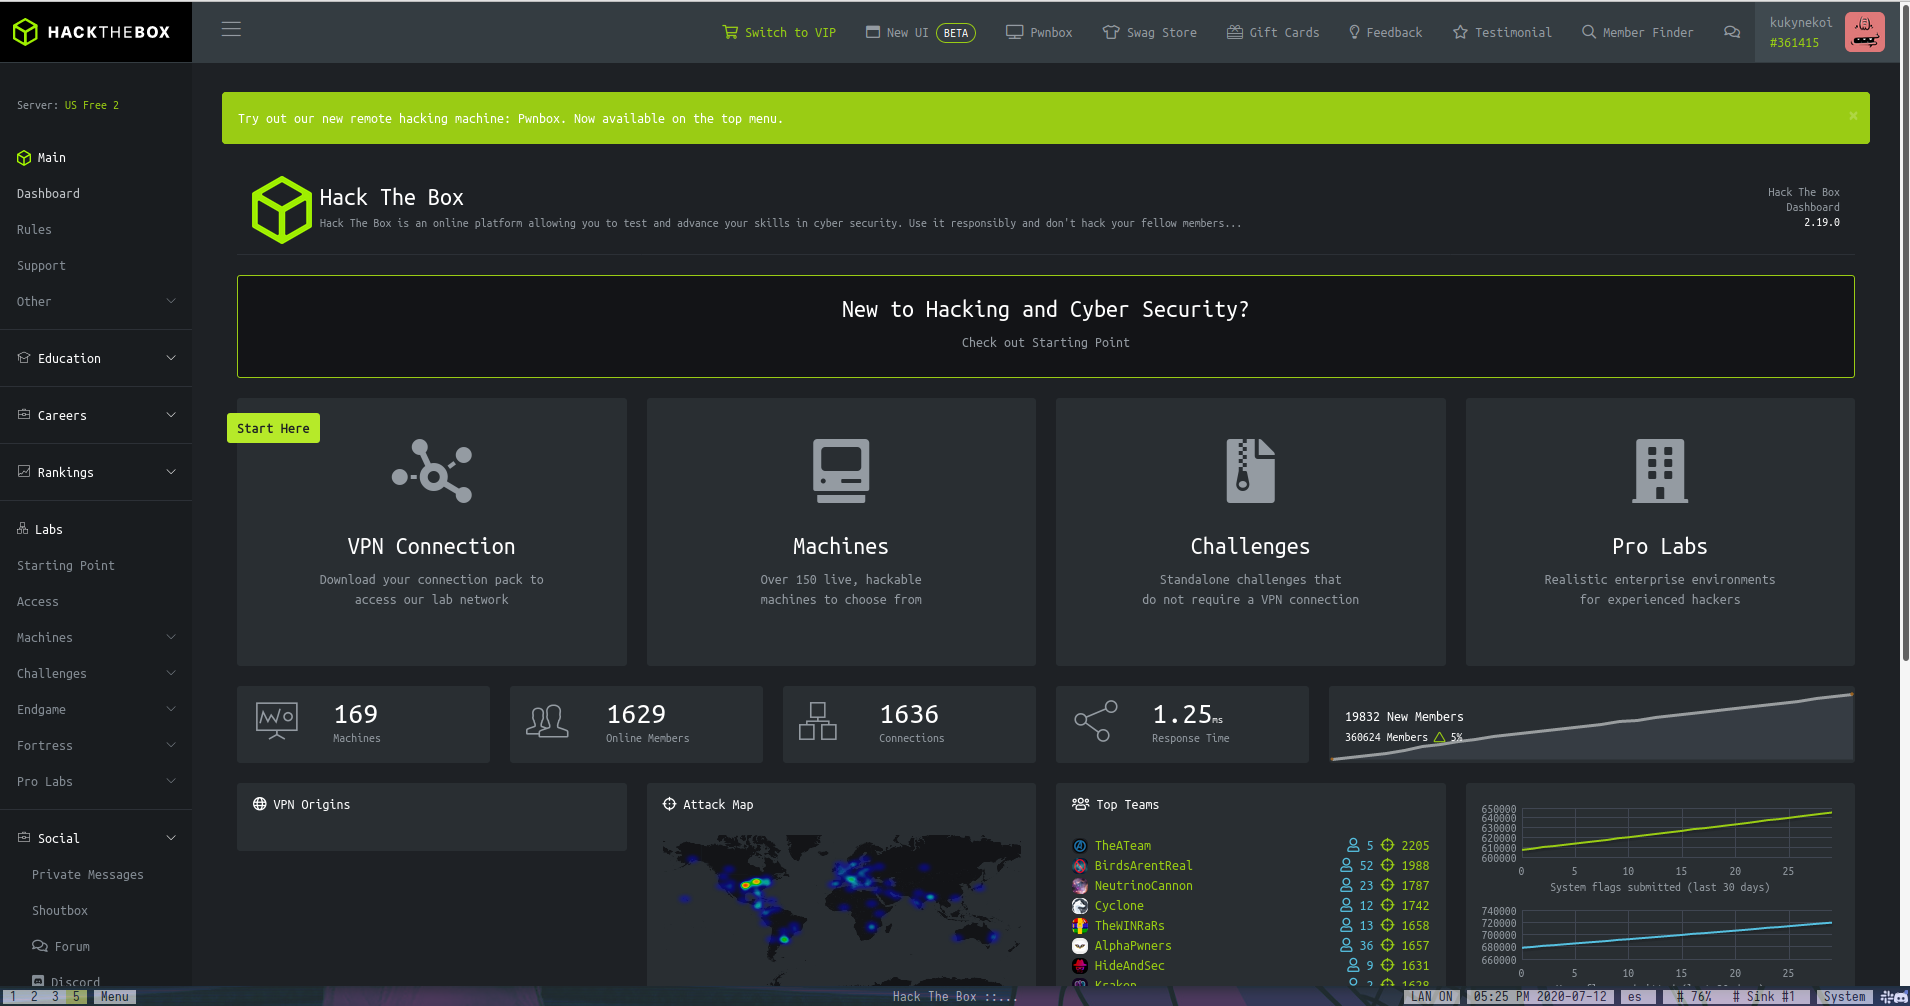 HACKTHEBOX
Switch to VIP
New UI BETA
Pwnbox
Swag Store
Gift Cards
Feedback
Testimonial
Member Finder
kukynekoi
#361415
Server: US Free 2
Main
Dashboard
Rules
Support
Other
Education
Careers
Rankings
Labs
Starting Point
Access
Machines
Challenges
Endgame
Fortress
Pro Labs
Social
Private Messages
Shoutbox
Forum
Discord
Try out our new remote hacking machine: Pwnbox. Now available on the top menu.
×
Hack The Box
Hack The Box is an online platform allowing you to test and advance your skills in cyber security. Use it responsibly and don't hack your fellow members...
Hack The Box
Dashboard
2.19.0
New to Hacking and Cyber Security?
Check out Starting Point
Start Here
VPN Connection
Download your connection pack to
access our lab network
Machines
Over 150 live, hackable
machines to choose from
Challenges
Standalone challenges that
do not require a VPN connection
Pro Labs
Realistic enterprise environments
for experienced hackers
169
Machines
1629
Online Members
1636
Connections
1.25ms
Response Time
19832 New Members
360624 Members 5%
VPN Origins
Attack Map
Top Teams
TheATeam 5 2205
BirdsArentReal 52 1988
NeutrinoCannon 23 1787
Cyclone 12 1742
TheWINRaRs 13 1658
AlphaPwners 36 1657
HideAndSec 9 1631
Kraken 2 1628
650000
640000
630000
620000
610000
600000
0 5 10 15 20 25
System flags submitted (last 30 days)
740000
720000
700000
680000
660000
0 5 10 15 20 25
1 2 3 5 Menu
Hack The Box ::...
LAN ON
05:25 PM 2020-07-12
es
# 76% # Sink #1
System